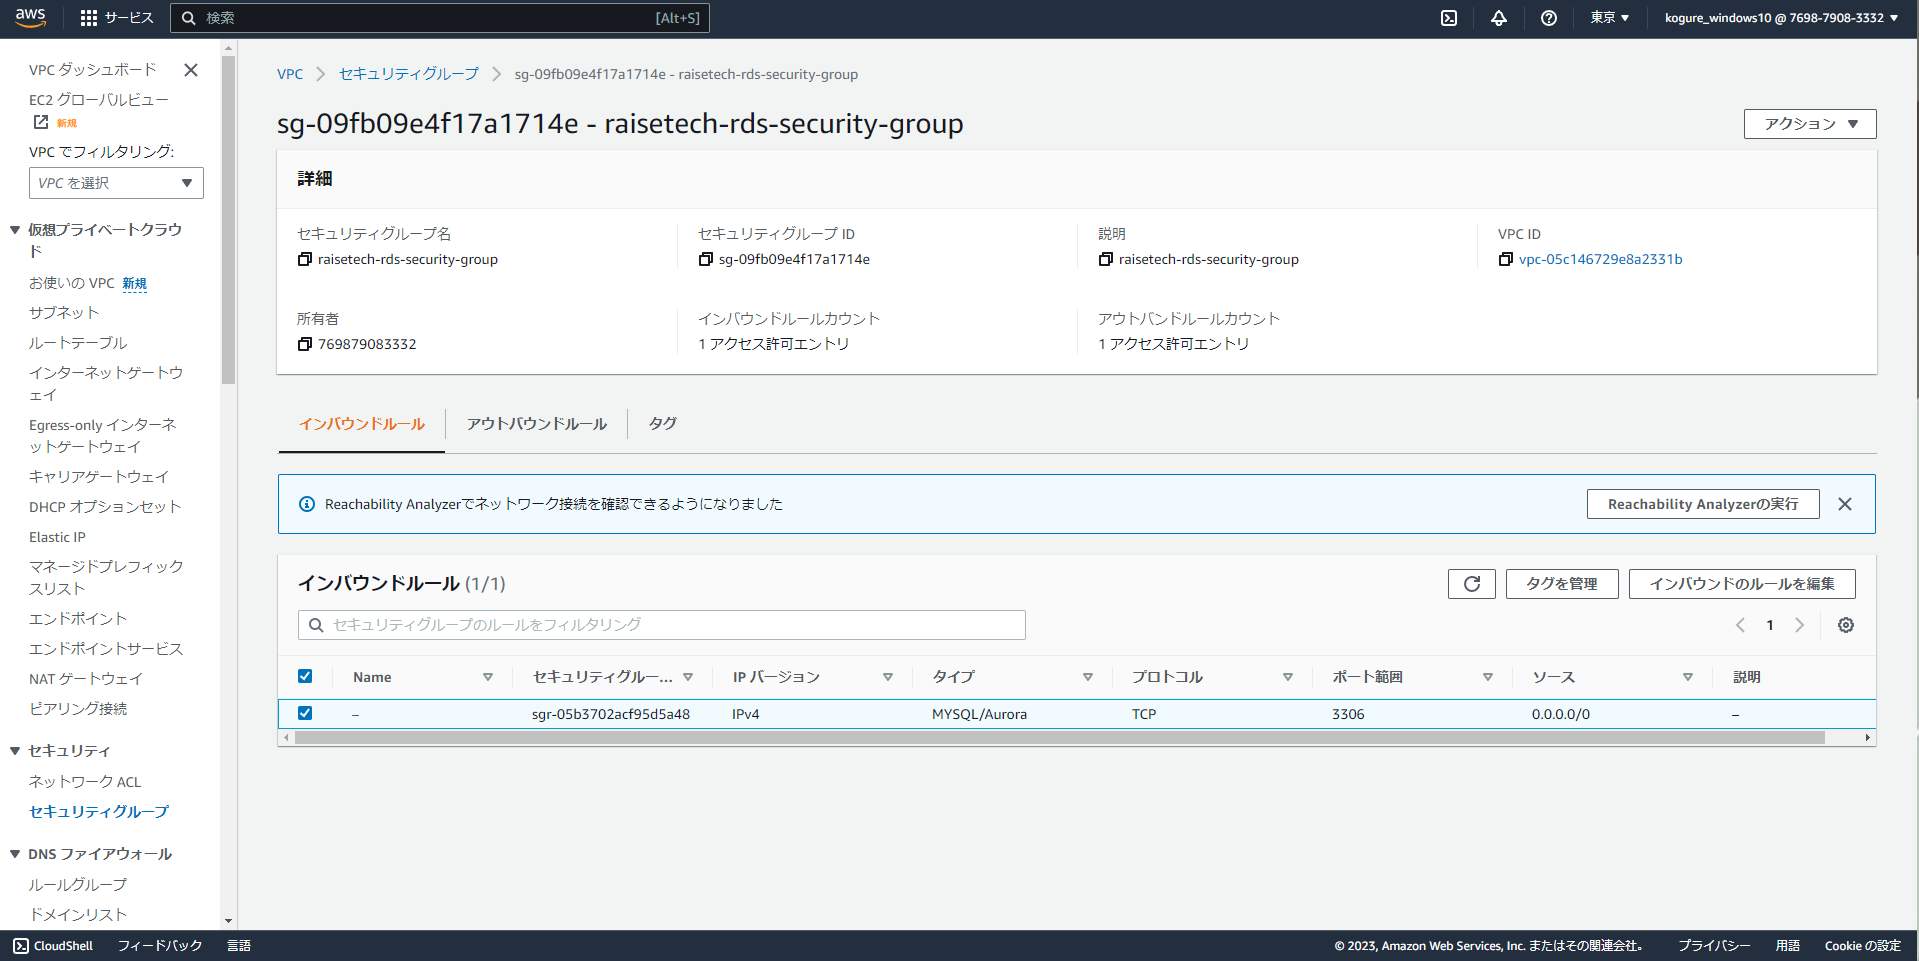 aws サービス 検索 [Alt+S] 東京 ▼ kogure_windows10 @ 7698-7908-3332 ▼
VPC ダッシュボード
EC2 グローバルビュー
新規
VPC でフィルタリング:
VPC を選択
仮想プライベートクラウ
ド
お使いの VPC 新規
サブネット
ルートテーブル
インターネットゲートウ
ェイ
Egress-only インターネ
ットゲートウェイ
キャリアゲートウェイ
DHCP オプションセット
Elastic IP
マネージドプレフィック
スリスト
エンドポイント
エンドポイントサービス
NAT ゲートウェイ
ピアリング接続
セキュリティ
ネットワーク ACL
セキュリティグループ
DNS ファイアウォール
ルールグループ
ドメインリスト
VPC > セキュリティグループ > sg-09fb09e4f17a1714e - raisetech-rds-security-group
sg-09fb09e4f17a1714e - raisetech-rds-security-group
アクション ▼
詳細
セキュリティグループ名
raisetech-rds-security-group
セキュリティグループ ID
sg-09fb09e4f17a1714e
説明
raisetech-rds-security-group
VPC ID
vpc-05c146729e8a2331b
所有者
769879083332
インバウンドルールカウント
1 アクセス許可エントリ
アウトバンドルールカウント
1 アクセス許可エントリ
インバウンドルール アウトバウンドルール タグ
Reachability Analyzerでネットワーク接続を確認できるようになりました
Reachability Analyzerの実行
インバウンドルール (1/1)
タグを管理 インバウンドのルールを編集
セキュリティグループのルールをフィルタリング
1
Name セキュリティグルー... IP バージョン タイプ プロトコル ポート範囲 ソース 説明
– sgr-05b3702acf95d5a48 IPv4 MYSQL/Aurora TCP 3306 0.0.0.0/0 –
CloudShell フィードバック 言語 © 2023, Amazon Web Services, Inc. またはその関連会社。 プライバシー 用語 Cookie の設定